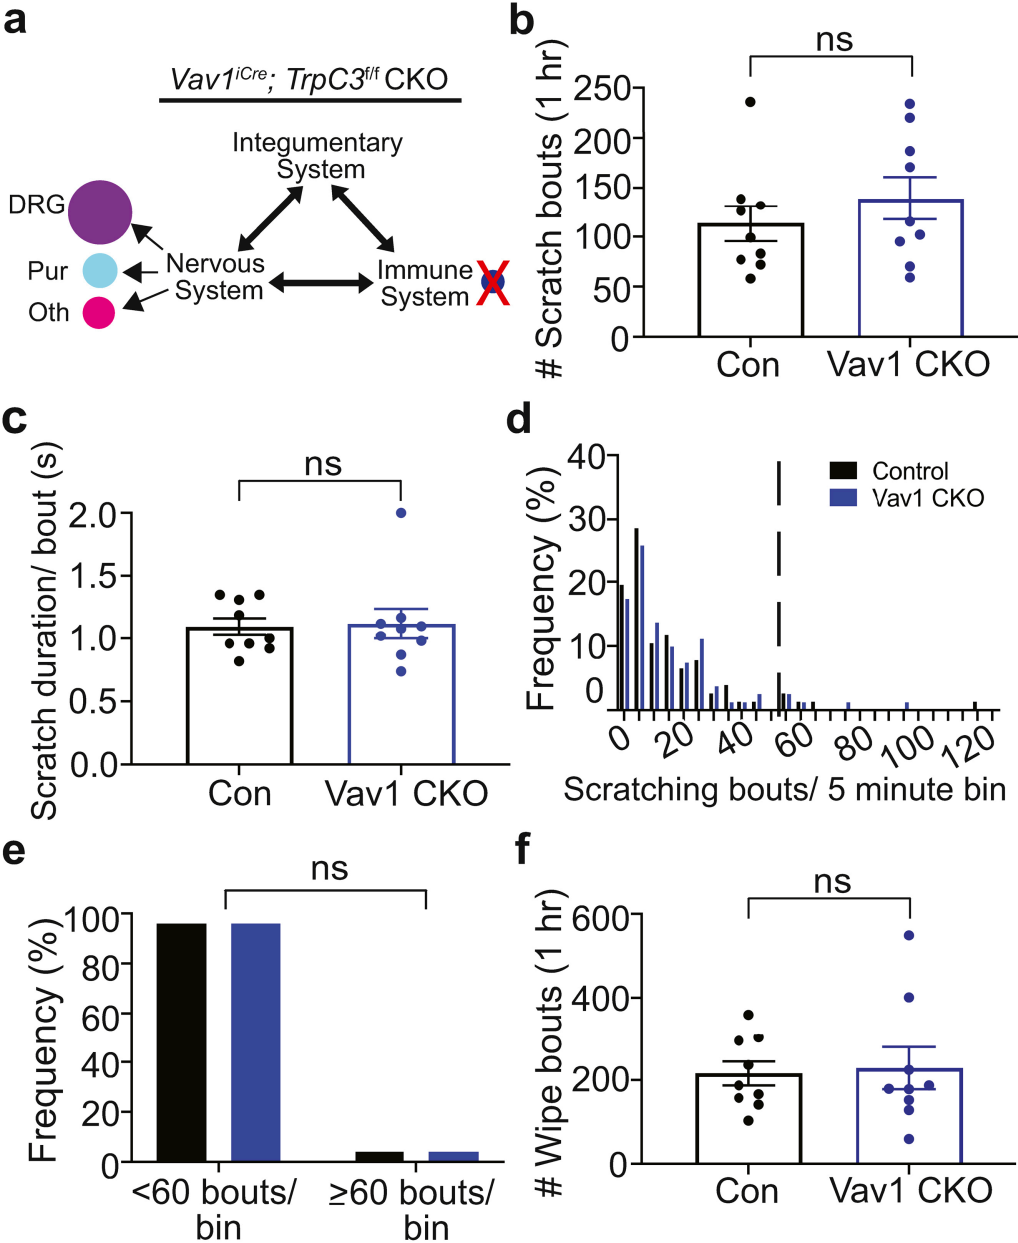 a
Vav1iCre; TrpC3f/f CKO
Integumentary
System
DRG
Pur
Oth
Nervous
System
Immune
System
X
b
ns
# Scratch bouts (1 hr)
250
200
150
100
50
0
Con
Vav1 CKO
c
ns
Scratch duration/ bout (s)
2.0
1.5
1.0
0.5
0.0
Con
Vav1 CKO
d
Frequency (%)
40
30
20
10
0
Control
Vav1 CKO
0
20
40
60
80
100
120
Scratching bouts/ 5 minute bin
e
ns
Frequency (%)
100
80
60
40
20
0
<60 bouts/
bin
≥60 bouts/
bin
f
ns
# Wipe bouts (1 hr)
600
400
200
0
Con
Vav1 CKO